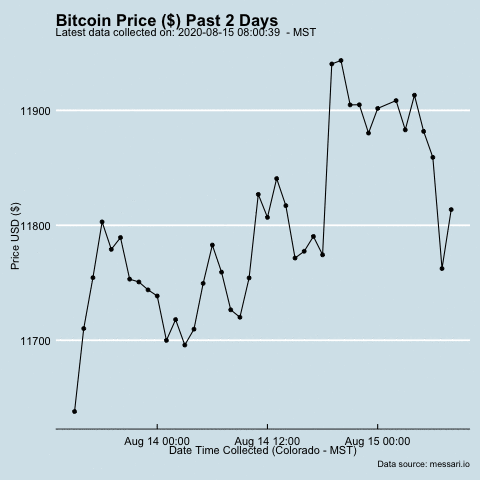 Bitcoin Price ($) Past 2 Days
Latest data collected on: 2020-08-15 08:00:39  - MST
11900
11800
11700
Price USD ($)
Aug 14 00:00 Aug 14 12:00 Aug 15 00:00
Date Time Collected (Colorado - MST)
Data source: messari.io